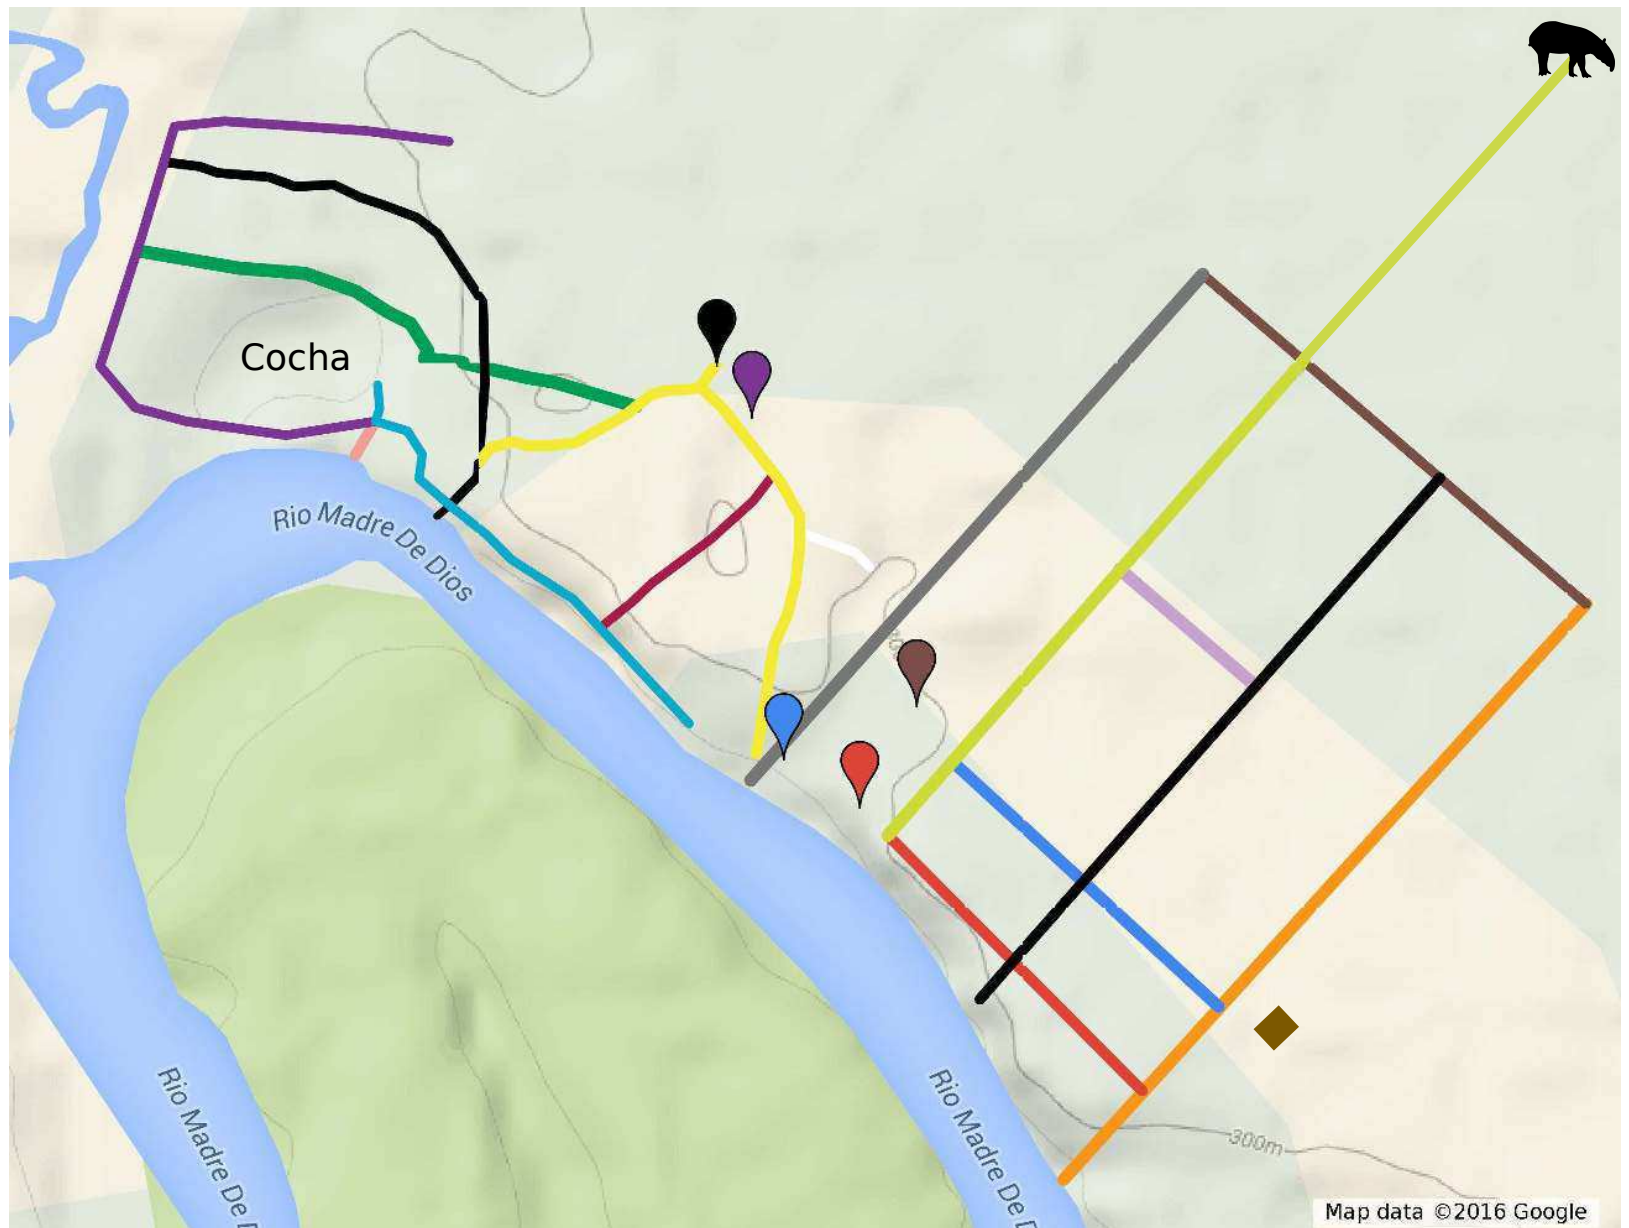 Cocha
Rio Madre De Dios
Rio Madre De D
Rio Madre De D
300m
Map data ©2016 Google